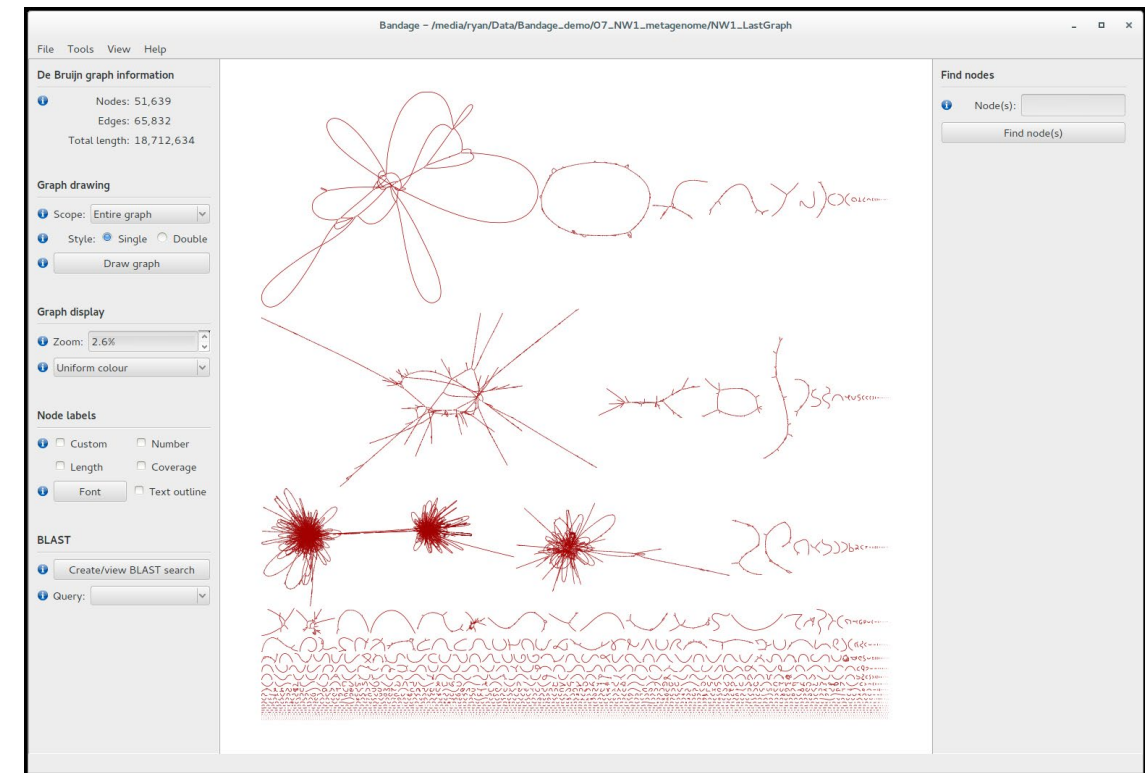 Bandage – /media/ryan/Data/Bandage_demo/07_NW1_metagenome/NW1_LastGraph
File Tools View Help
De Bruijn graph information
Nodes: 51,639
Edges: 65,832
Total length: 18,712,634
Graph drawing
Scope: Entire graph
Style: Single Double
Draw graph
Graph display
Zoom: 2.6%
Uniform colour
Node labels
Custom Number
Length Coverage
Font Text outline
BLAST
Create/view BLAST search
Query:
Find nodes
Node(s):
Find node(s)